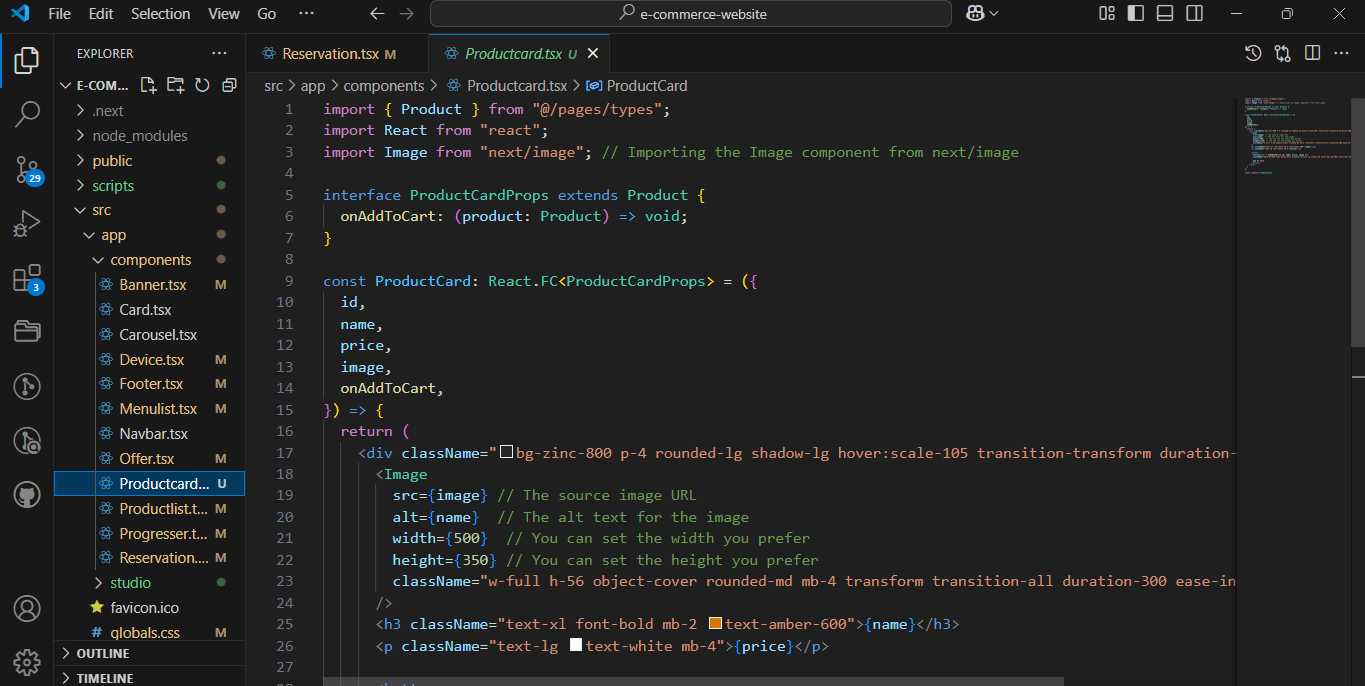 File Edit Selection View Go ··· e-commerce-website
EXPLORER ···
E-COM...
.next
node_modules
public
scripts
src
app
components
Banner.tsx M
Card.tsx
Carousel.tsx
Device.tsx M
Footer.tsx M
Menulist.tsx M
Navbar.tsx
Offer.tsx M
Productcard... U
Productlist.t... M
Progresser.t... M
Reservation.... M
studio
favicon.ico
# globals.css M
OUTLINE
TIMELINE
29
3
Reservation.tsx M Productcard.tsx U
src > app > components > Productcard.tsx > ProductCard
1 import { Product } from "@/pages/types";
2 import React from "react";
3 import Image from "next/image"; // Importing the Image component from next/image
4
5 interface ProductCardProps extends Product {
6 onAddToCart: (product: Product) => void;
7 }
8
9 const ProductCard: React.FC<ProductCardProps> = ({
10 id,
11 name,
12 price,
13 image,
14 onAddToCart,
15 }) => {
16 return (
17 <div className="bg-zinc-800 p-4 rounded-lg shadow-lg hover:scale-105 transition-transform duration-
18 <Image
19 src={image} // The source image URL
20 alt={name} // The alt text for the image
21 width={500} // You can set the width you prefer
22 height={350} // You can set the height you prefer
23 className="w-full h-56 object-cover rounded-md mb-4 transform transition-all duration-300 ease-in
24 />
25 <h3 className="text-xl font-bold mb-2 text-amber-600">{name}</h3>
26 <p className="text-lg text-white mb-4">{price}</p>
27